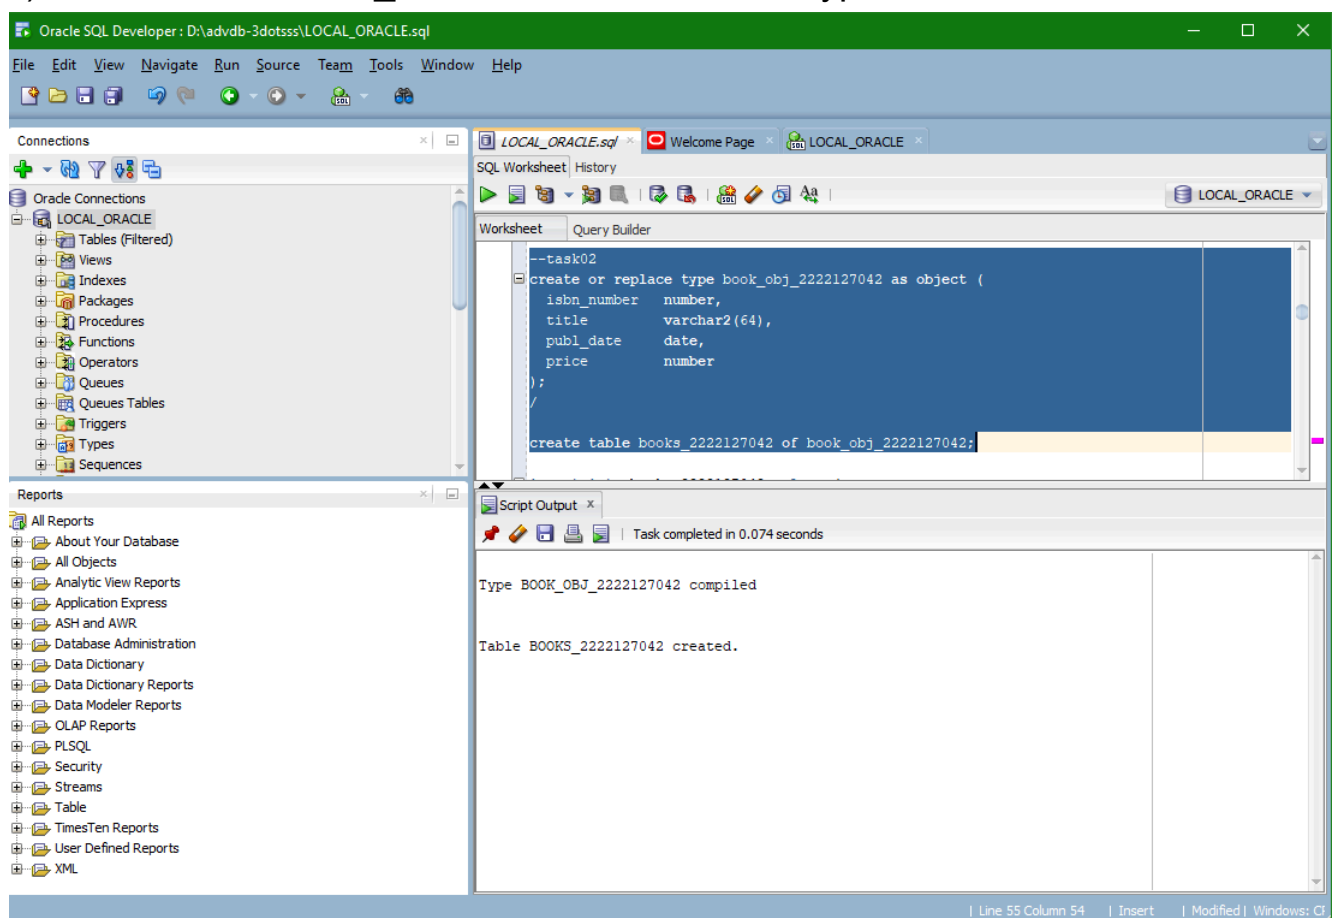 Oracle SQL Developer : D:\advdb-3dotsss\LOCAL_ORACLE.sql
File Edit View Navigate Run Source Team Tools Window Help
Connections
Oracle Connections
LOCAL_ORACLE
Tables (Filtered)
Views
Indexes
Packages
Procedures
Functions
Operators
Queues
Queues Tables
Triggers
Types
Sequences
Reports
All Reports
About Your Database
All Objects
Analytic View Reports
Application Express
ASH and AWR
Database Administration
Data Dictionary
Data Dictionary Reports
Data Modeler Reports
OLAP Reports
PLSQL
Security
Streams
Table
TimesTen Reports
User Defined Reports
XML
LOCAL_ORACLE.sql Welcome Page LOCAL_ORACLE
SQL Worksheet History
LOCAL_ORACLE
Worksheet Query Builder
--task02
create or replace type book_obj_2222127042 as object (
isbn_number number,
title varchar2(64),
publ_date date,
price number
);
/
create table books_2222127042 of book_obj_2222127042;
Script Output
Task completed in 0.074 seconds
Type BOOK_OBJ_2222127042 compiled
Table BOOKS_2222127042 created.
| Line 55 Column 54 | Insert | Modified | Windows: